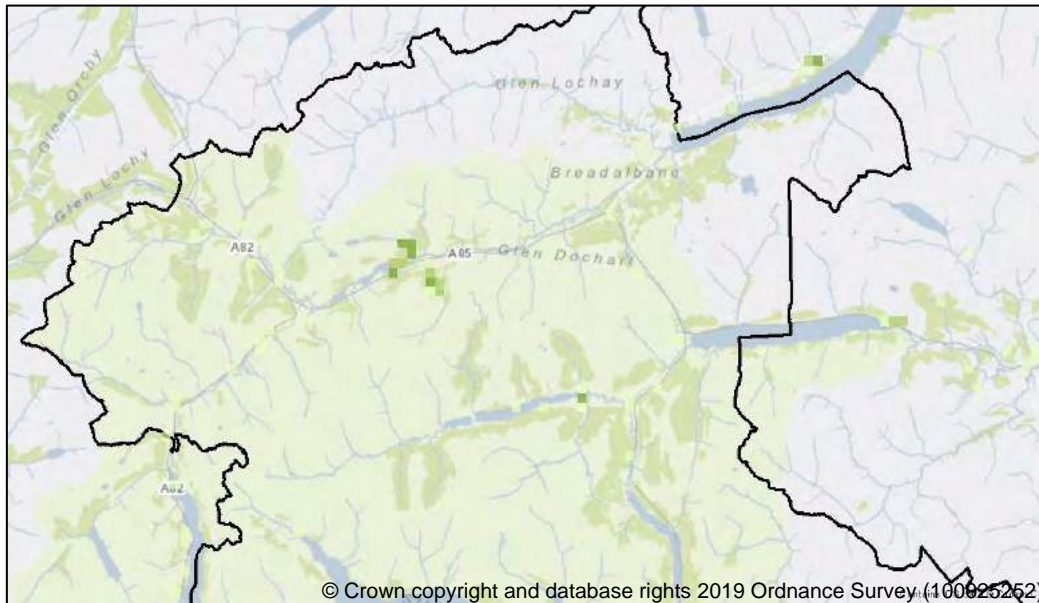 Glen Orchy
Glen Lochay
Glen Lochy
Breadalbane
A82
A85
Glen Dochart
A82
© Crown copyright and database rights 2019 Ordnance Survey (100025252)